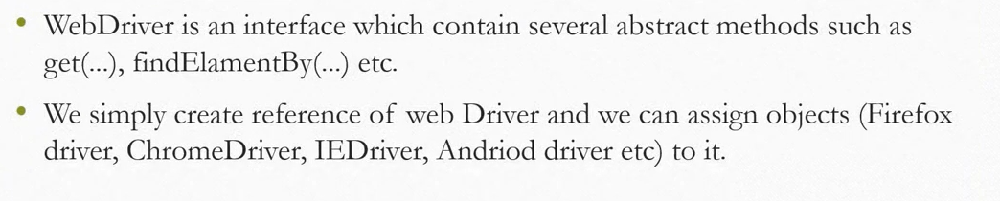 • WebDriver is an interface which contain several abstract methods such as
get(...), findElamentBy(...) etc.
• We simply create reference of web Driver and we can assign objects (Firefox
driver, ChromeDriver, IEDriver, Andriod driver etc) to it.